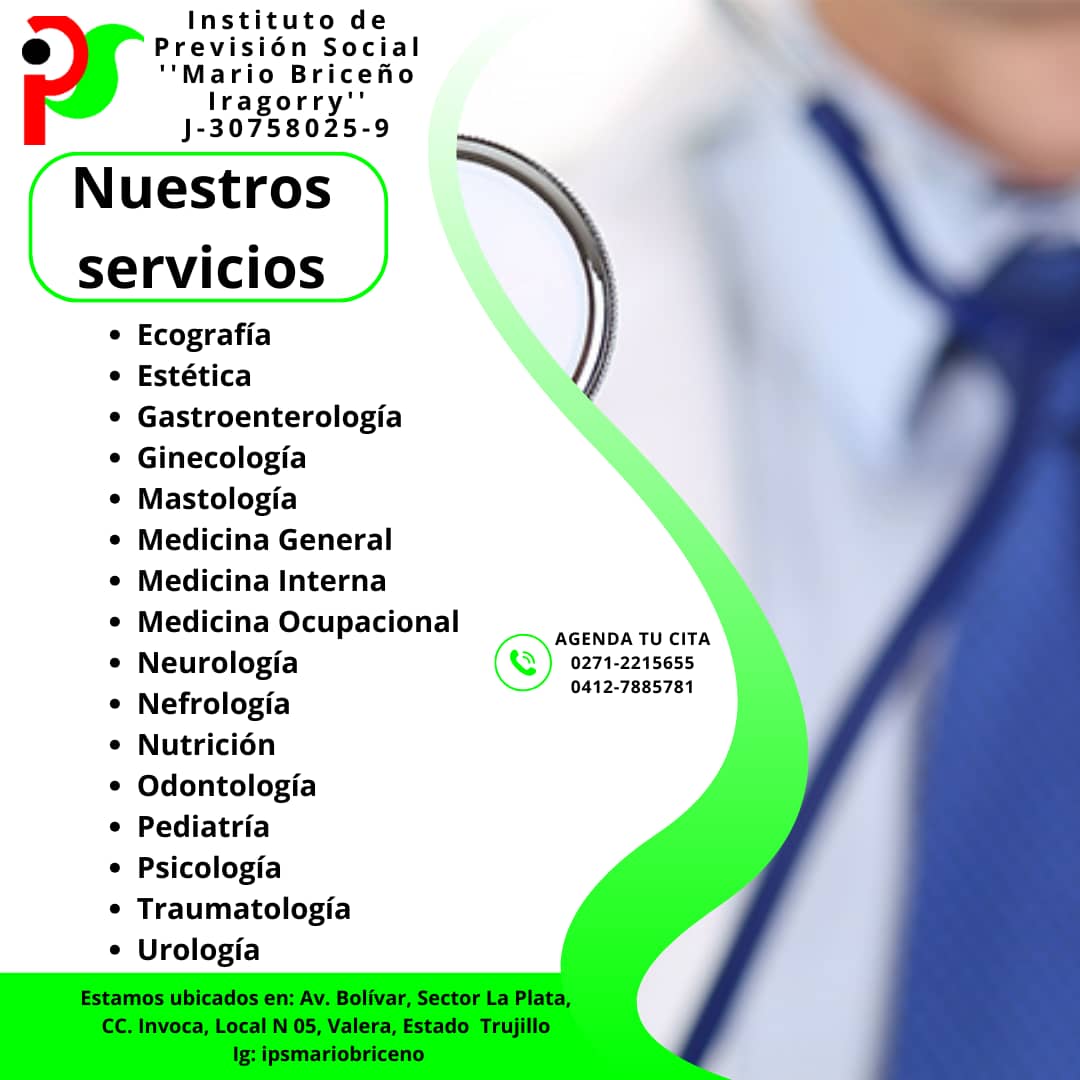 Instituto de
Previsión Social
''Mario Briceño
Iragorry''
J-30758025-9
Nuestros
servicios
• Ecografía
• Estética
• Gastroenterología
• Ginecología
• Mastología
• Medicina General
• Medicina Interna
• Medicina Ocupacional
• Neurología
• Nefrología
• Nutrición
• Odontología
• Pediatría
• Psicología
• Traumatología
• Urología
AGENDA TU CITA
0271-2215655
0412-7885781
Estamos ubicados en: Av. Bolívar, Sector La Plata,
CC. Invoca, Local N 05, Valera, Estado Trujillo
Ig: ipsmariobriceno